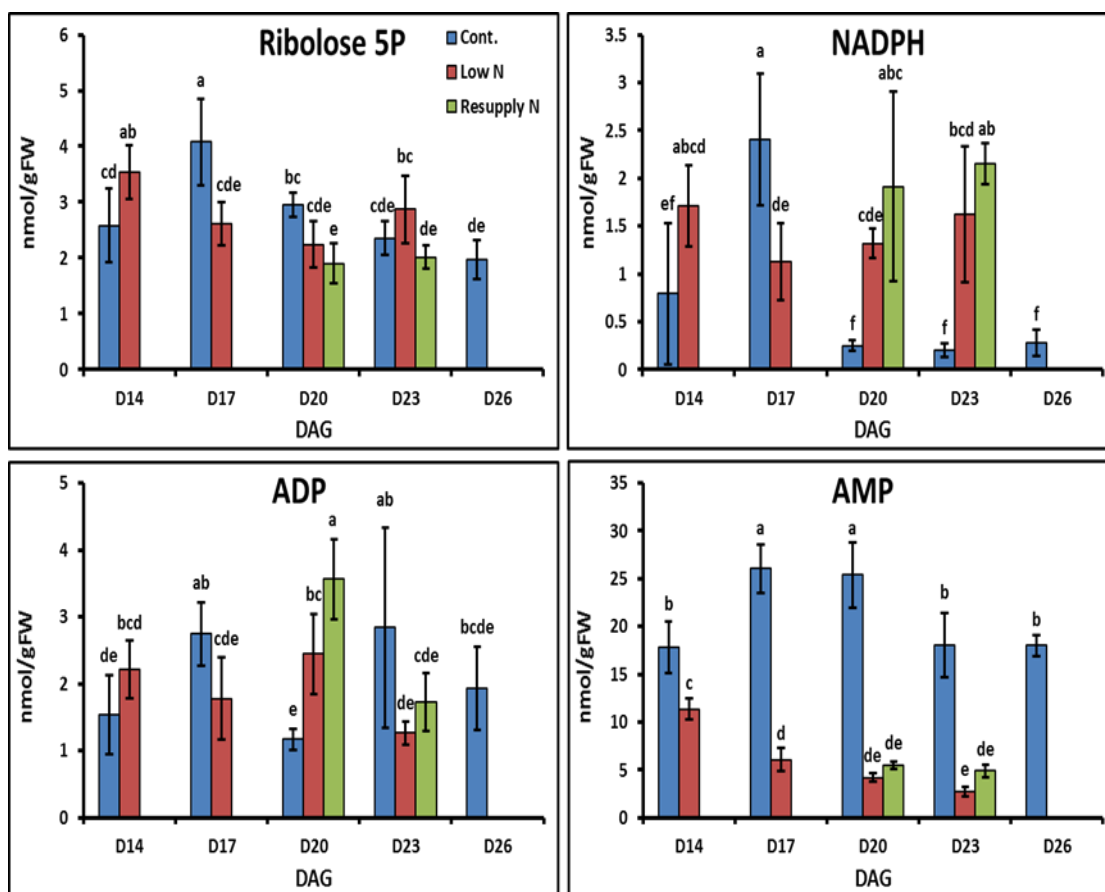 Ribolose 5P
Cont.
Low N
Resupply N
nmol/gFW
6
5
4
3
2
1
0
cd
ab
a
cde
bc
cde
e
cde
bc
de
de
D14 D17 D20 D23 D26
DAG
NADPH
nmol/gFW
3.5
3
2.5
2
1.5
1
0.5
0
ef
abcd
a
de
f
cde
abc
f
bcd
ab
f
D14 D17 D20 D23 D26
DAG
ADP
nmol/gFW
5
4
3
2
1
0
de
bcd
ab
cde
e
bc
a
ab
de
cde
bcde
D14 D17 D20 D23 D26
DAG
AMP
nmol/gFW
35
30
25
20
15
10
5
0
b
c
a
d
a
de
de
b
e
de
b
D14 D17 D20 D23 D26
DAG